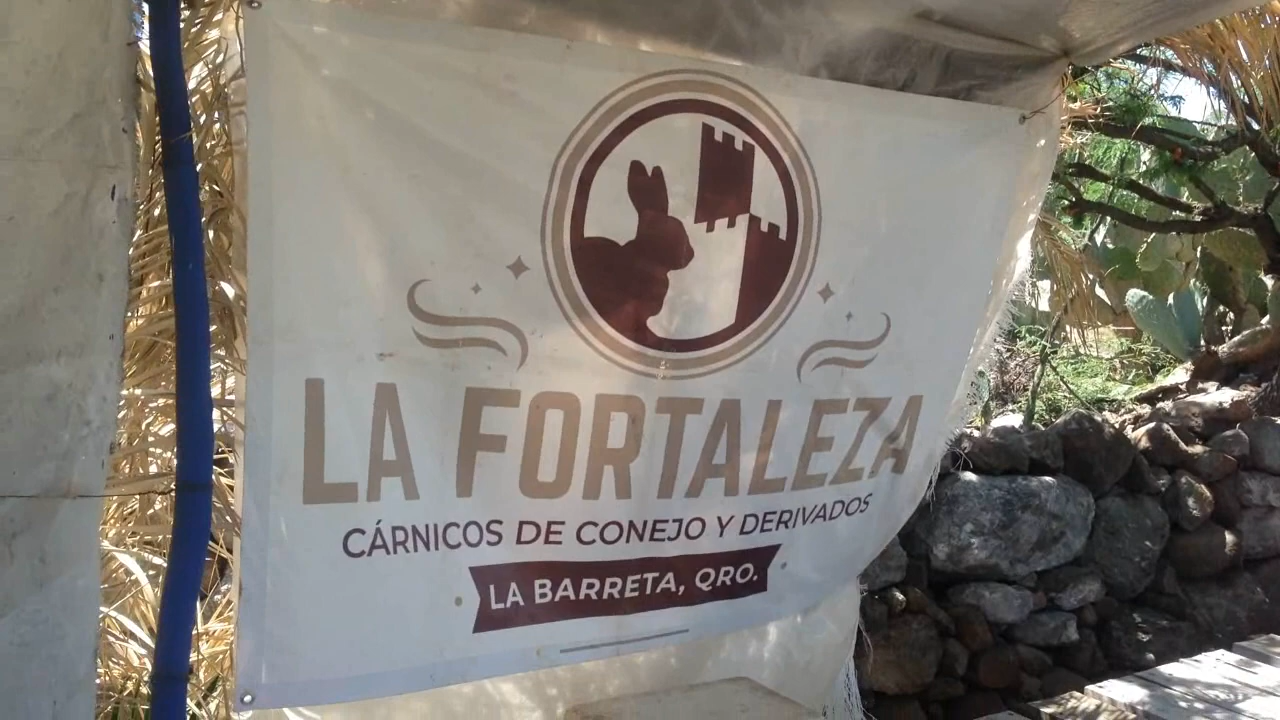 LA FORTALEZA
CÁRNICOS DE CONEJO Y DERIVADOS
LA BARRETA, QRO.